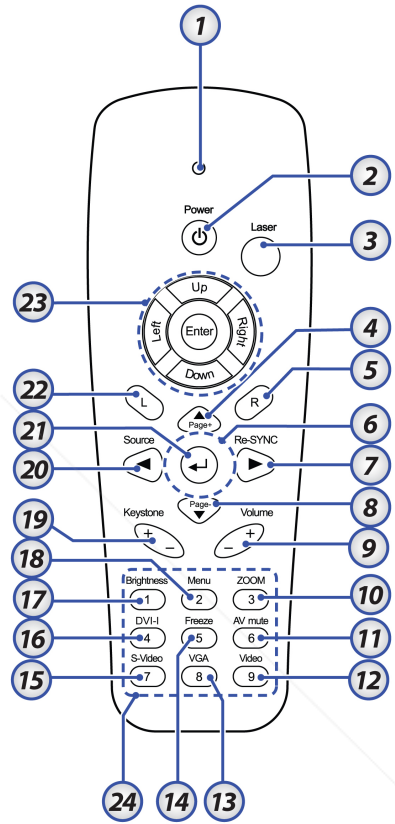 1
Power
2
Laser
3
23
Up
Left
Enter
Right
Down
4
22
L
R
5
Page+
21
6
Source
Re-SYNC
20
7
Page-
8
19
Keystone
Volume
+
−
−
+
9
18
Brightness
Menu
ZOOM
17
1
2
3
10
DVI-I
Freeze
AV mute
16
4
5
6
11
S-Video
VGA
Video
15
7
8
9
12
24
14
13